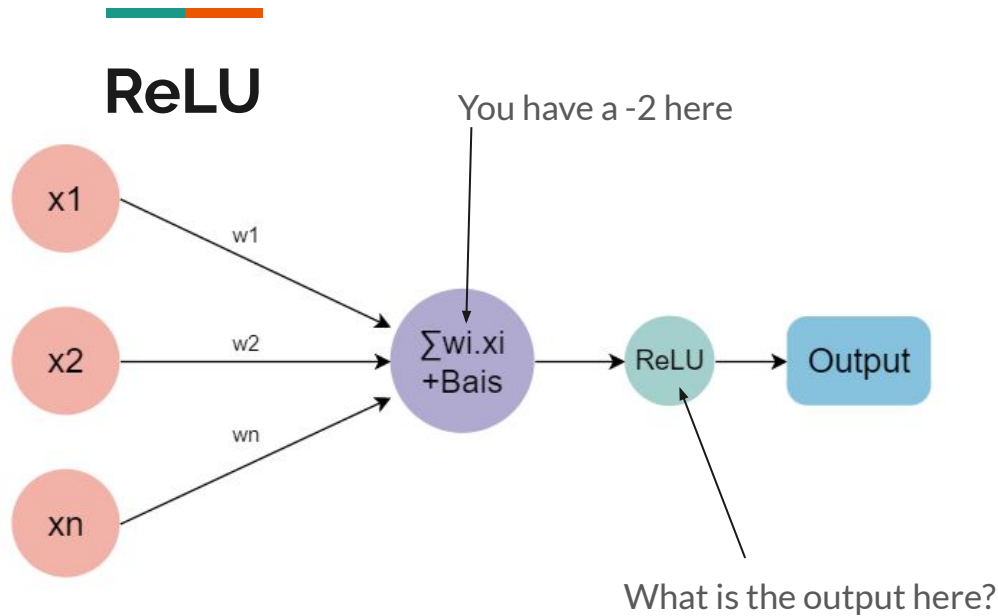 ReLU
You have a -2 here
x1
w1
x2
w2
∑wi.xi
+Bais
ReLU
Output
wn
xn
What is the output here?